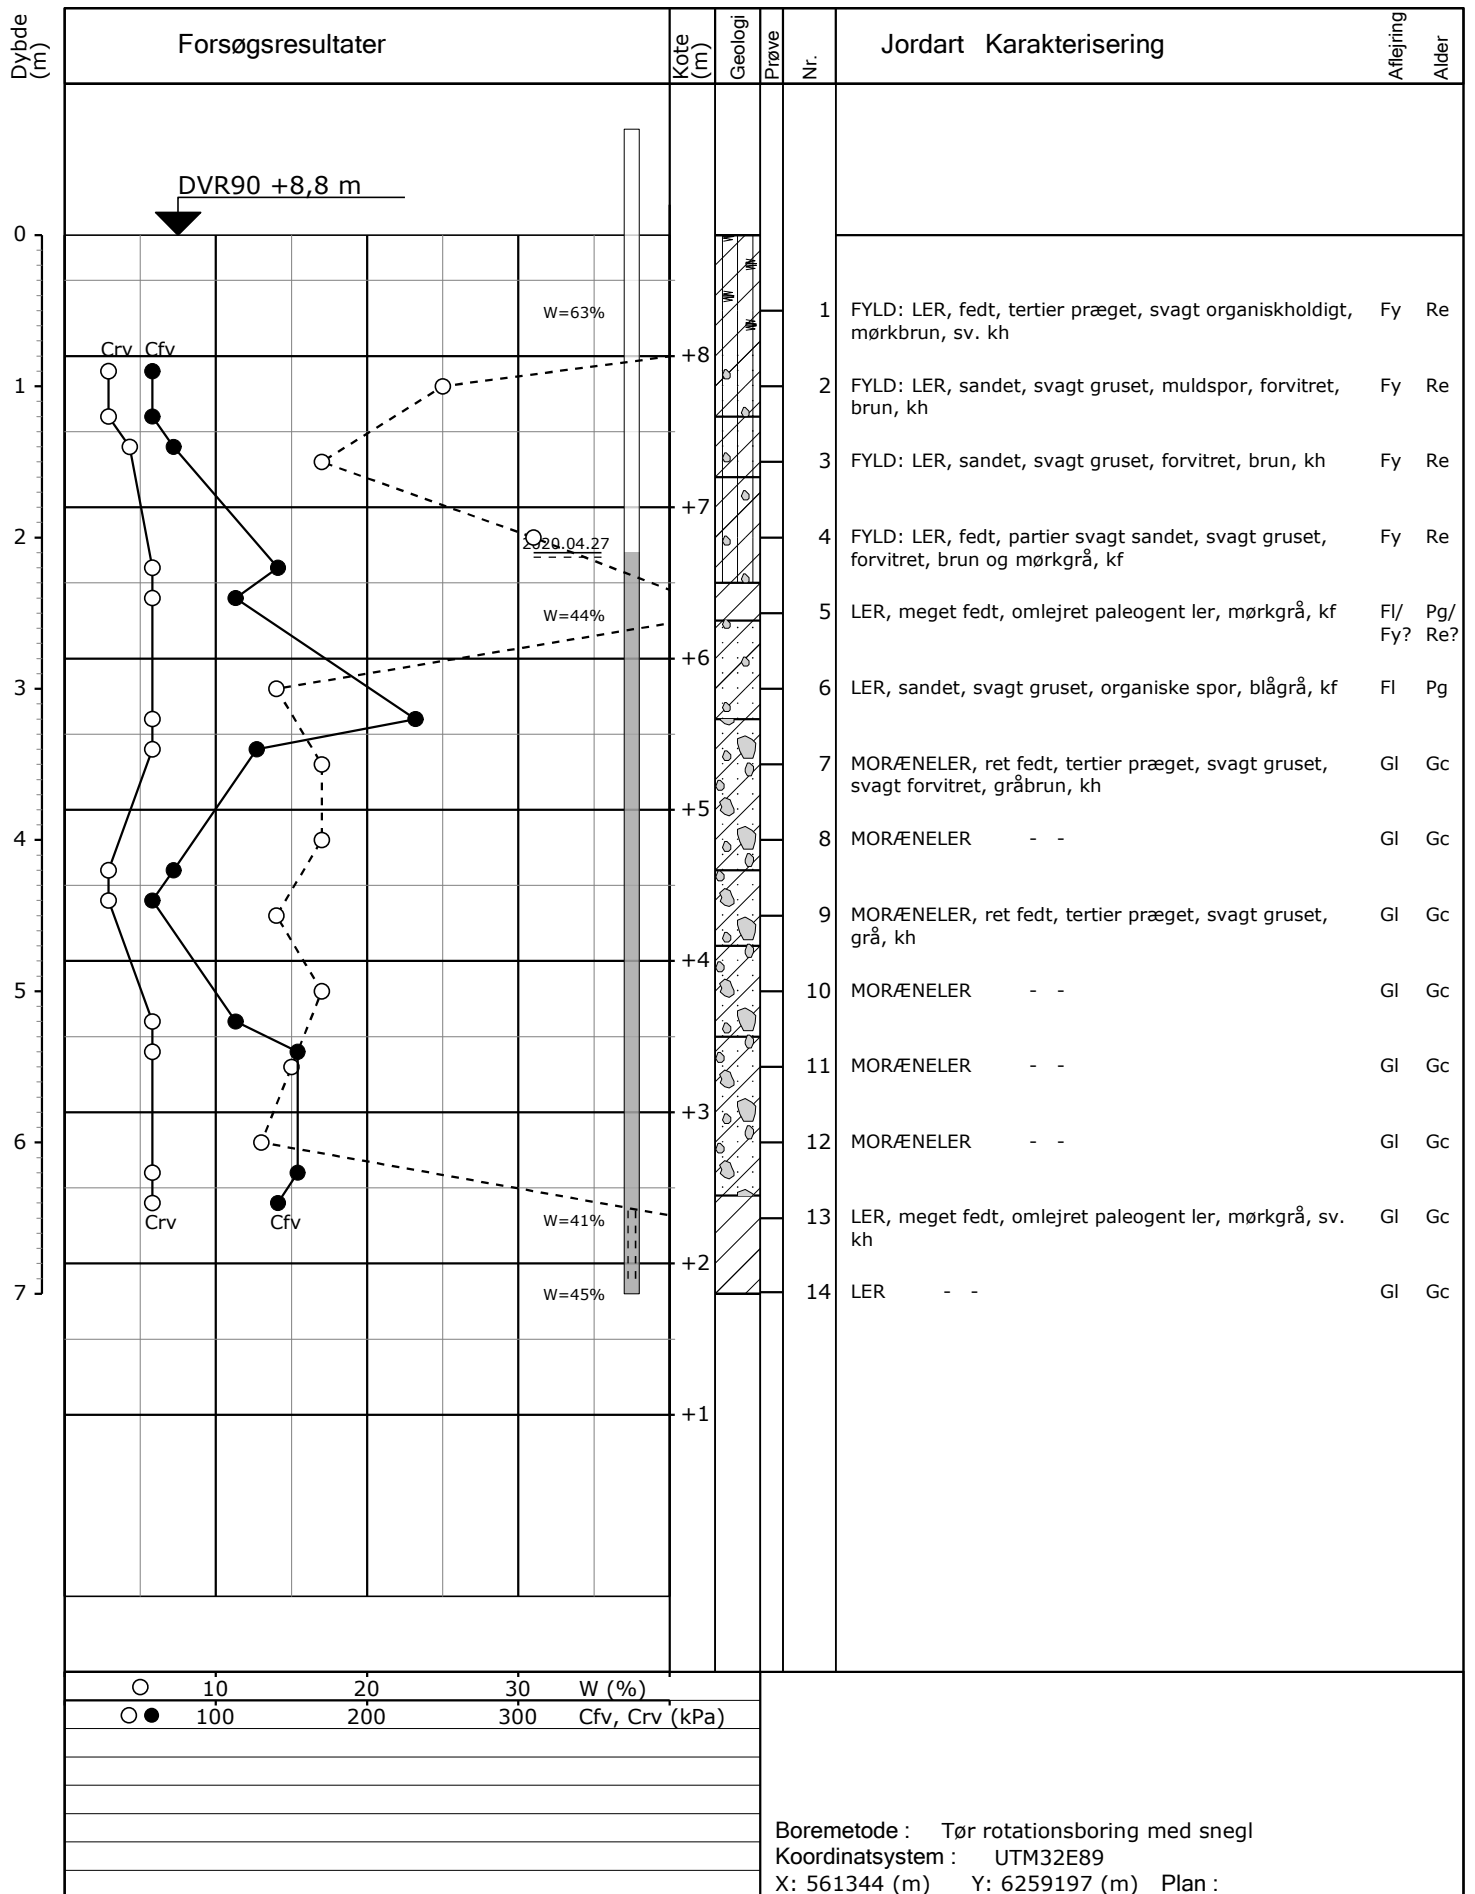 Dybde (m)
Forsøgsresultater
Kote (m)
Geologi
Prøve
Nr.
Jordart Karakterisering
Aflejring
Alder
DVR90 +8,8 m
0
W=63%
1 FYLD: LER, fedt, tertier præget, svagt organiskholdigt, Fy Re
mørkbrun, sv. kh
Crv Cfv
+8
1
2 FYLD: LER, sandet, svagt gruset, muldspor, forvitret, Fy Re
brun, kh
3 FYLD: LER, sandet, svagt gruset, forvitret, brun, kh Fy Re
+7
2
2020.04.27
4 FYLD: LER, fedt, partier svagt sandet, svagt gruset, Fy Re
forvitret, brun og mørkgrå, kf
W=44%
5 LER, meget fedt, omlejret paleogent ler, mørkgrå, kf Fl/ Pg/
Fy? Re?
+6
3
6 LER, sandet, svagt gruset, organiske spor, blågrå, kf Fl Pg
7 MORÆNELER, ret fedt, tertier præget, svagt gruset, Gl Gc
svagt forvitret, gråbrun, kh
+5
4
8 MORÆNELER - - Gl Gc
9 MORÆNELER, ret fedt, tertier præget, svagt gruset, Gl Gc
grå, kh
+4
5
10 MORÆNELER - - Gl Gc
11 MORÆNELER - - Gl Gc
+3
6
12 MORÆNELER - - Gl Gc
Crv Cfv
W=41%
13 LER, meget fedt, omlejret paleogent ler, mørkgrå, sv. Gl Gc
kh
+2
7
W=45%
14 LER - - Gl Gc
+1
10 20 30 W (%)
100 200 300 Cfv, Crv (kPa)
Boremetode : Tør rotationsboring med snegl
Koordinatsystem : UTM32E89
X: 561344 (m) Y: 6259197 (m) Plan :